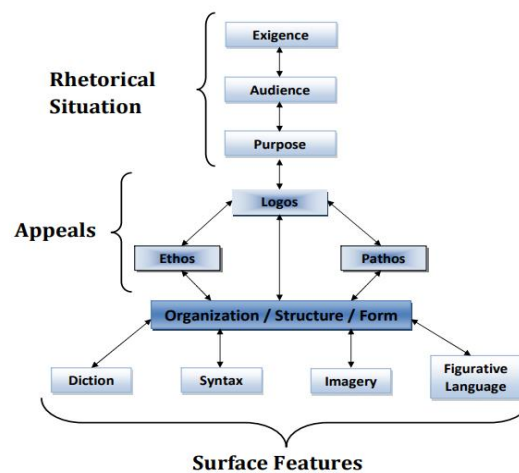 Exigence
Rhetorical
Situation
Audience
Purpose
Logos
Appeals
Ethos
Pathos
Organization / Structure / Form
Diction
Syntax
Imagery
Figurative
Language
Surface Features